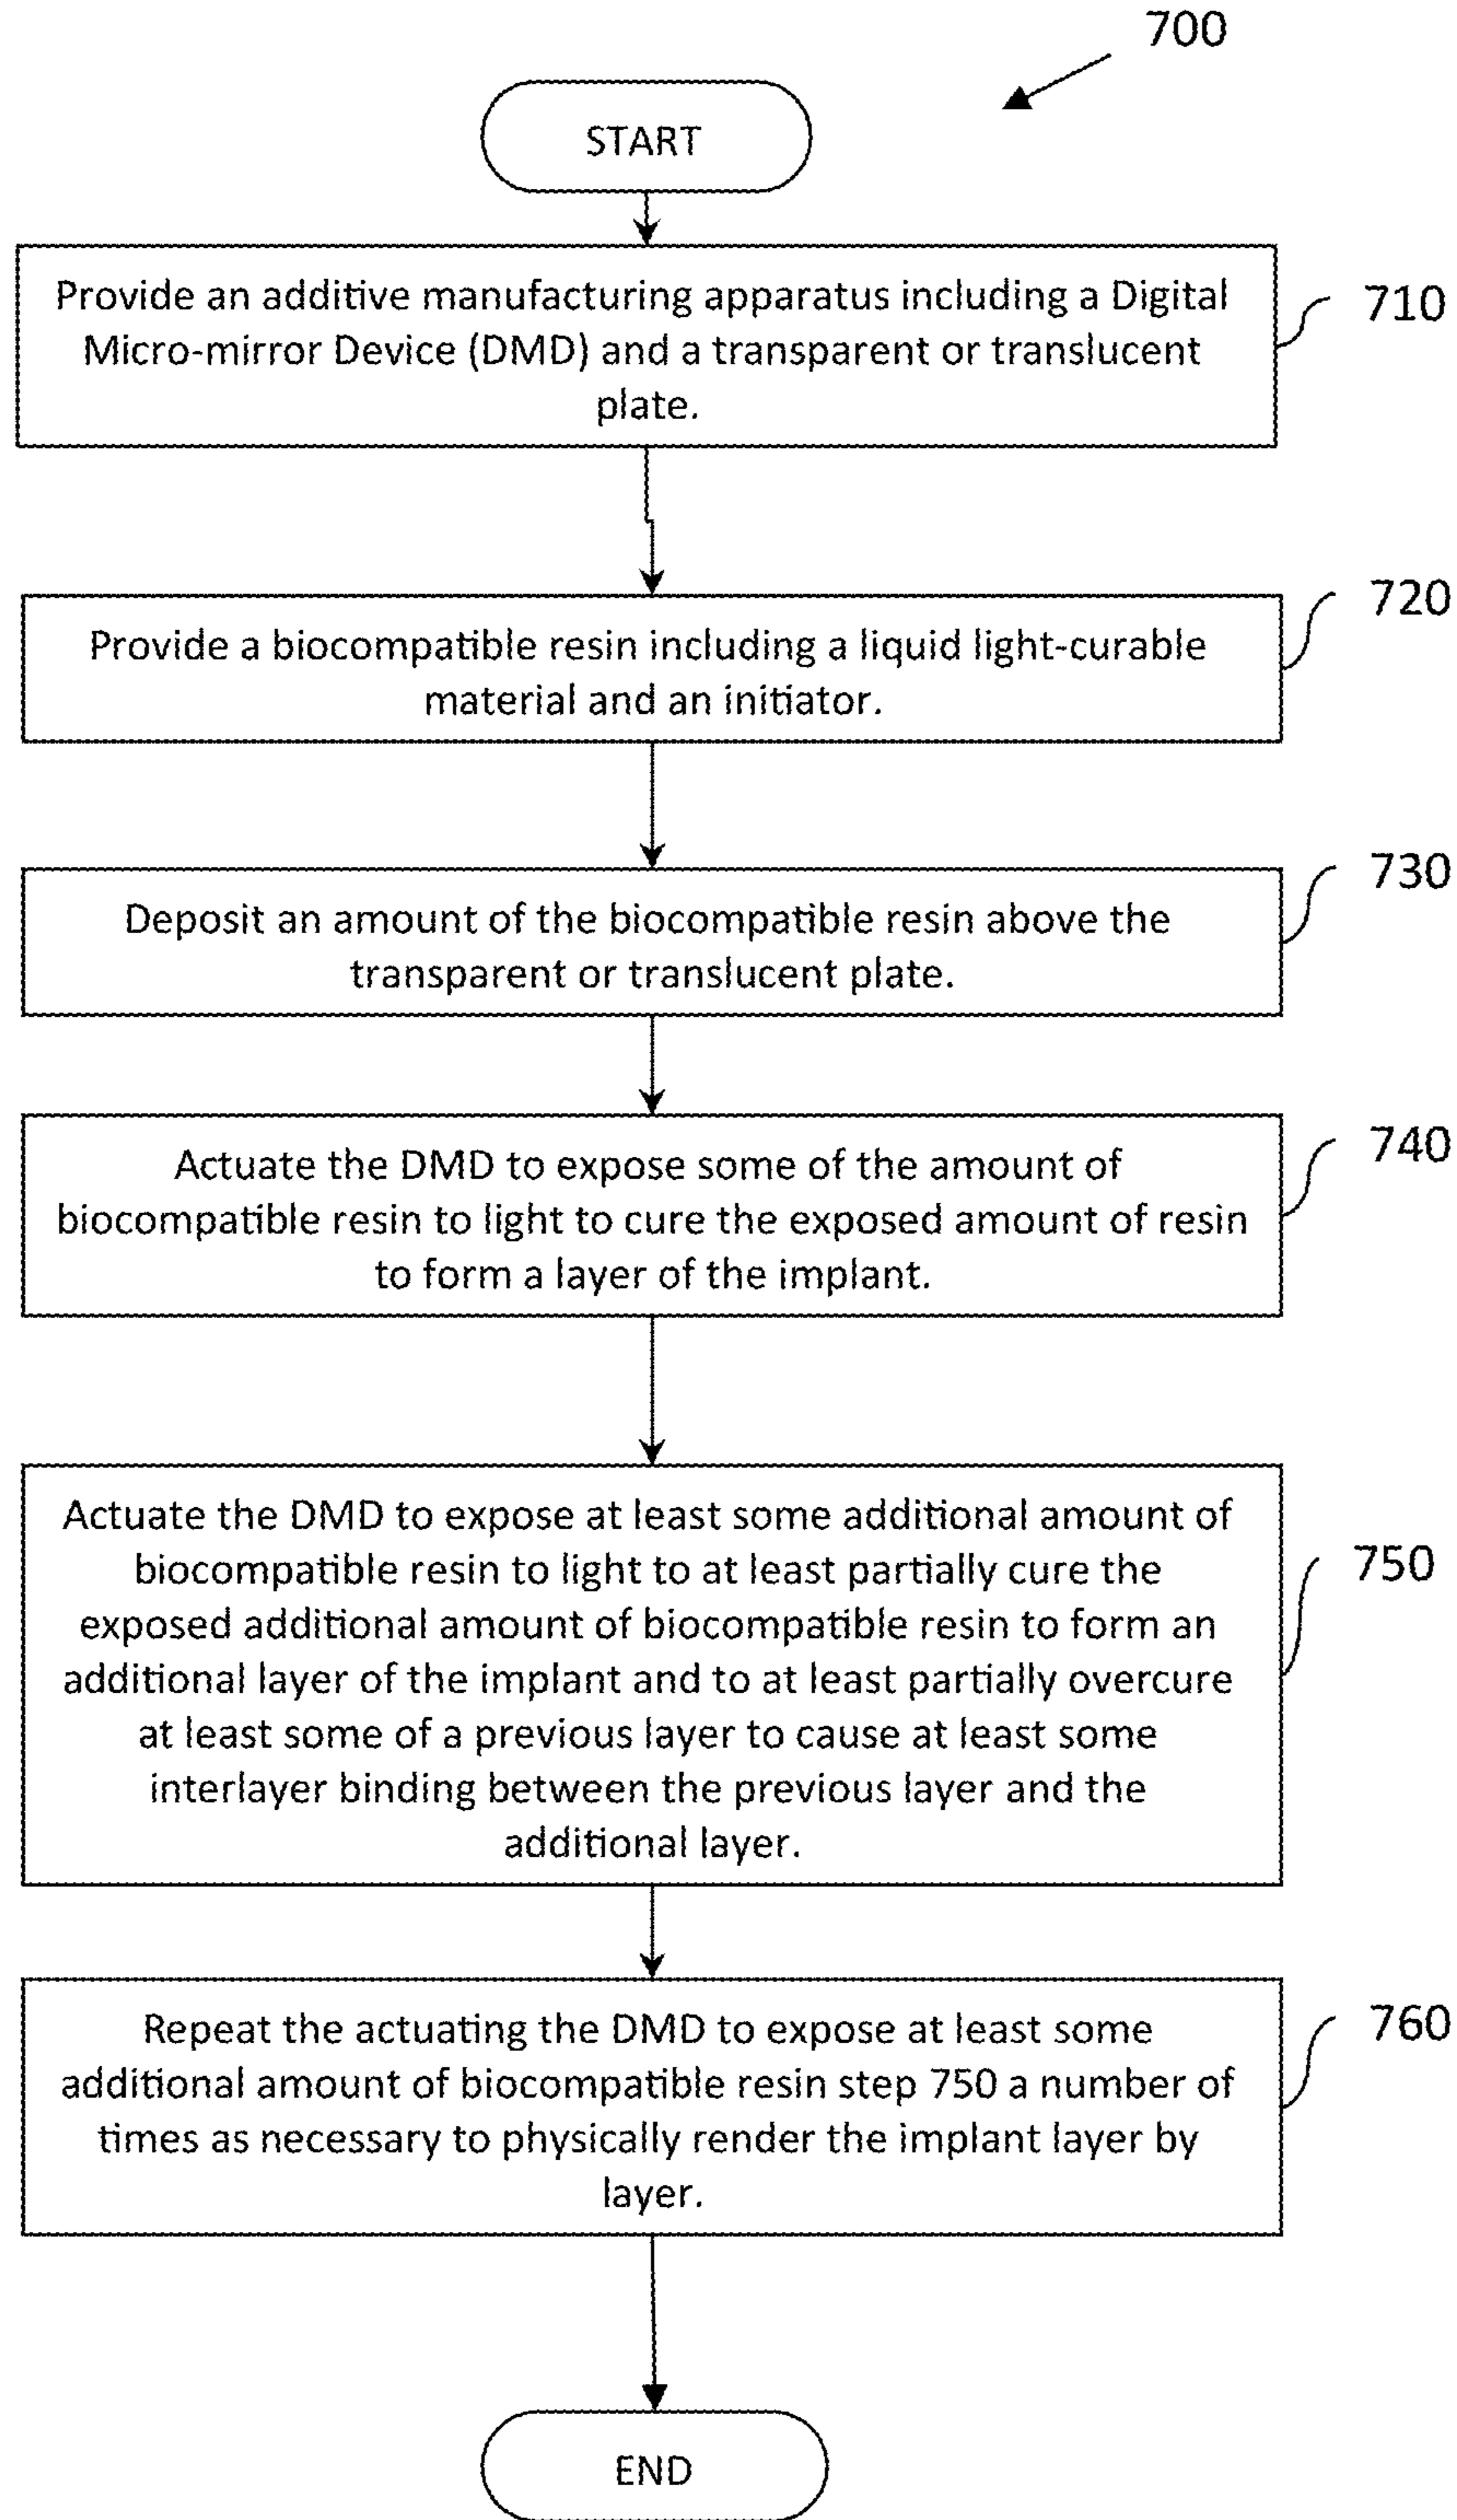 700
START
Provide an additive manufacturing apparatus including a Digital
Micro-mirror Device (DMD) and a transparent or translucent
plate.
710
Provide a biocompatible resin including a liquid light-curable
material and an initiator.
720
Deposit an amount of the biocompatible resin above the
transparent or translucent plate.
730
Actuate the DMD to expose some of the amount of
biocompatible resin to light to cure the exposed amount of resin
to form a layer of the implant.
740
Actuate the DMD to expose at least some additional amount of
biocompatible resin to light to at least partially cure the
exposed additional amount of biocompatible resin to form an
additional layer of the implant and to at least partially overcure
at least some of a previous layer to cause at least some
interlayer binding between the previous layer and the
additional layer.
750
Repeat the actuating the DMD to expose at least some
additional amount of biocompatible resin step 750 a number of
times as necessary to physically render the implant layer by
layer.
760
END